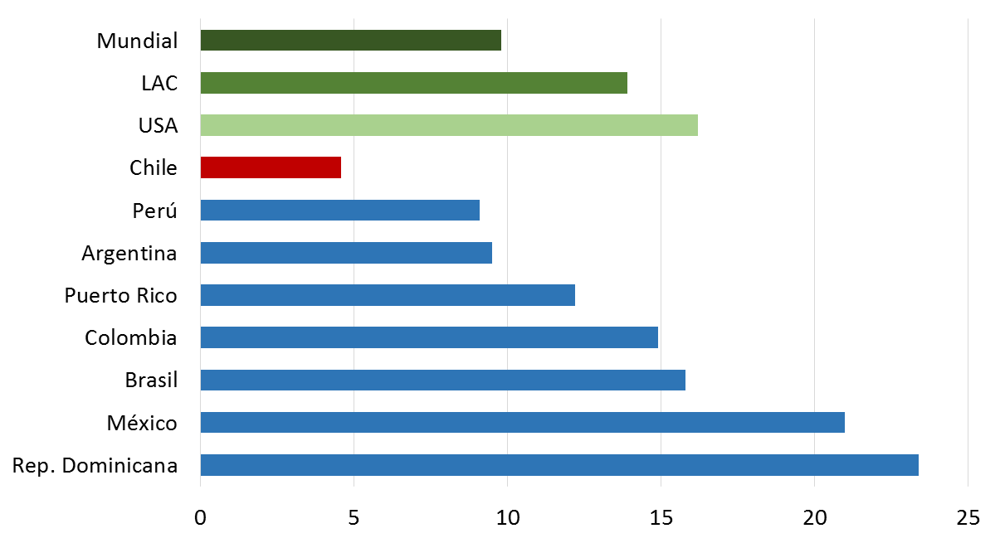 Mundial
LAC
USA
Chile
Perú
Argentina
Puerto Rico
Colombia
Brasil
México
Rep. Dominicana
0 5 10 15 20 25